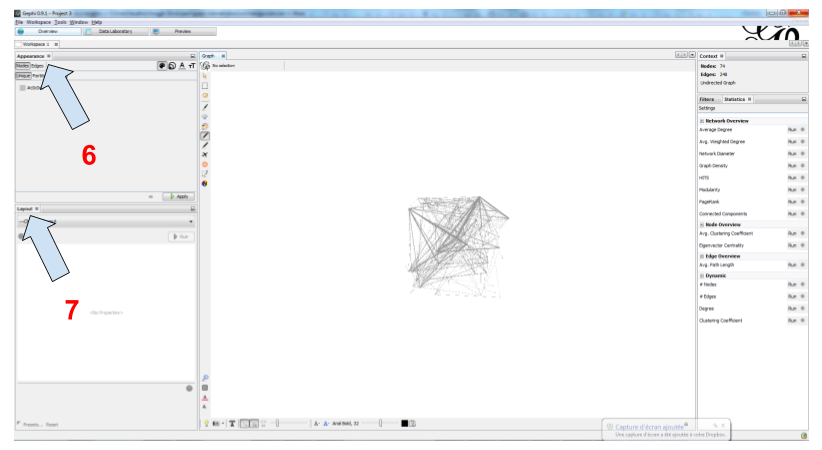 Gephi 0.9.1 - Project 3
File Workspace Tools Window Help
Overview Data Laboratory Preview
Workspace 1
Appearance
Nodes Edges
Unique
Apply
Layout
Run
<No Properties>
Presets... Reset
Graph
No selection
Arial Bold, 32
Context
Nodes: 74
Edges: 248
Undirected Graph
Filters Statistics
Settings
Network Overview
Average Degree Run
Avg. Weighted Degree Run
Network Diameter Run
Graph Density Run
HITS Run
Modularity Run
PageRank Run
Connected Components Run
Node Overview
Avg. Clustering Coefficient Run
Eigenvector Centrality Run
Edge Overview
Avg. Path Length Run
Dynamic
# Nodes Run
# Edges Run
Degree Run
Clustering Coefficient Run
6
7
Capture d'écran ajoutée
Une capture d'écran a été ajoutée à votre Dropbox